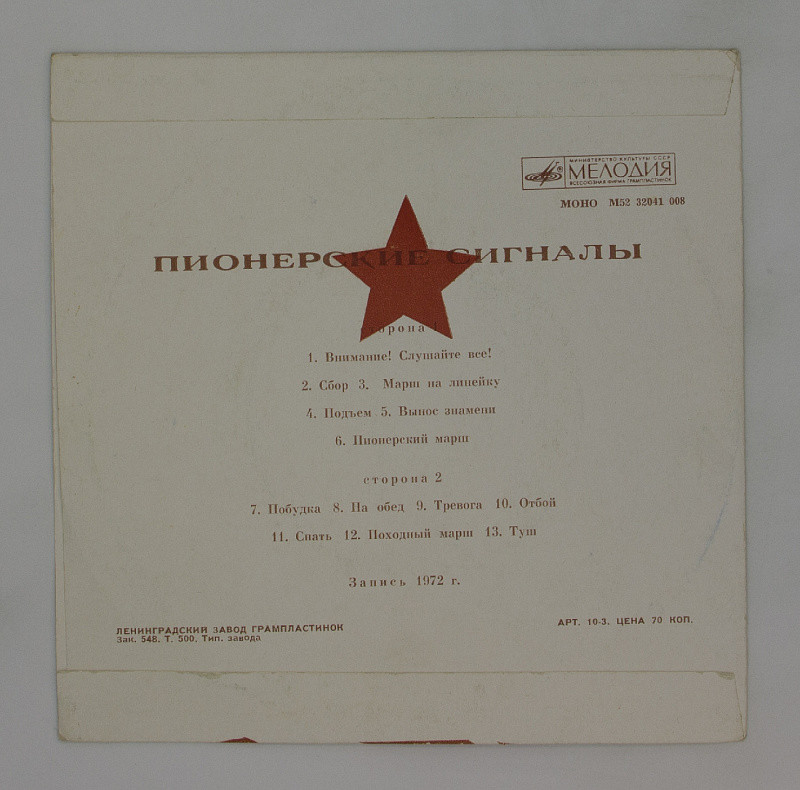 МИНИСТЕРСТВО КУЛЬТУРЫ СССР
МЕЛОДИЯ
ВСЕСОЮЗНАЯ ФИРМА ГРАМПЛАСТИНОК
МОНО М52 32041 008
ПИОНЕРСКИЕ СИГНАЛЫ
сторона 1
1. Внимание! Слушайте все!
2. Сбор 3. Марш на линейку
4. Подъем 5. Вынос знамени
6. Пионерский марш
сторона 2
7. Побудка 8. На обед 9. Тревога 10. Отбой
11. Спать 12. Походный марш 13. Туш
Запись 1972 г.
ЛЕНИНГРАДСКИЙ ЗАВОД ГРАМПЛАСТИНОК
Зак. 548. Т. 500. Тип. завода
АРТ. 10-3. ЦЕНА 70 КОП.